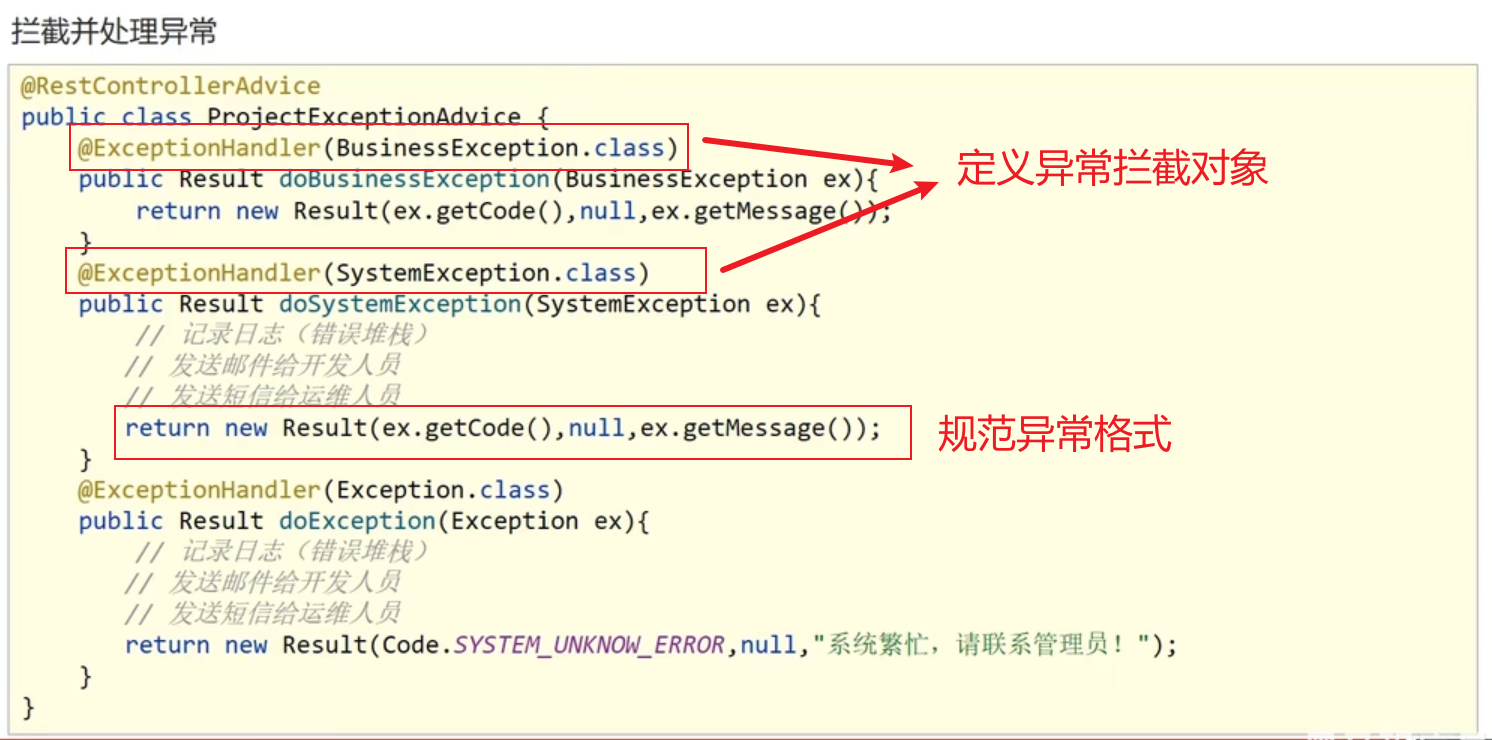 拦截并处理异常
@RestControllerAdvice
public class ProjectExceptionAdvice {
@ExceptionHandler(BusinessException.class)
定义异常拦截对象
public Result doBusinessException(BusinessException ex){
return new Result(ex.getCode(),null,ex.getMessage());
}
@ExceptionHandler(SystemException.class)
public Result doSystemException(SystemException ex){
// 记录日志（错误堆栈）
// 发送邮件给开发人员
// 发送短信给运维人员
return new Result(ex.getCode(),null,ex.getMessage());
规范异常格式
}
@ExceptionHandler(Exception.class)
public Result doException(Exception ex){
// 记录日志（错误堆栈）
// 发送邮件给开发人员
// 发送短信给运维人员
return new Result(Code.SYSTEM_UNKNOW_ERROR,null,"系统繁忙，请联系管理员！");
}
}